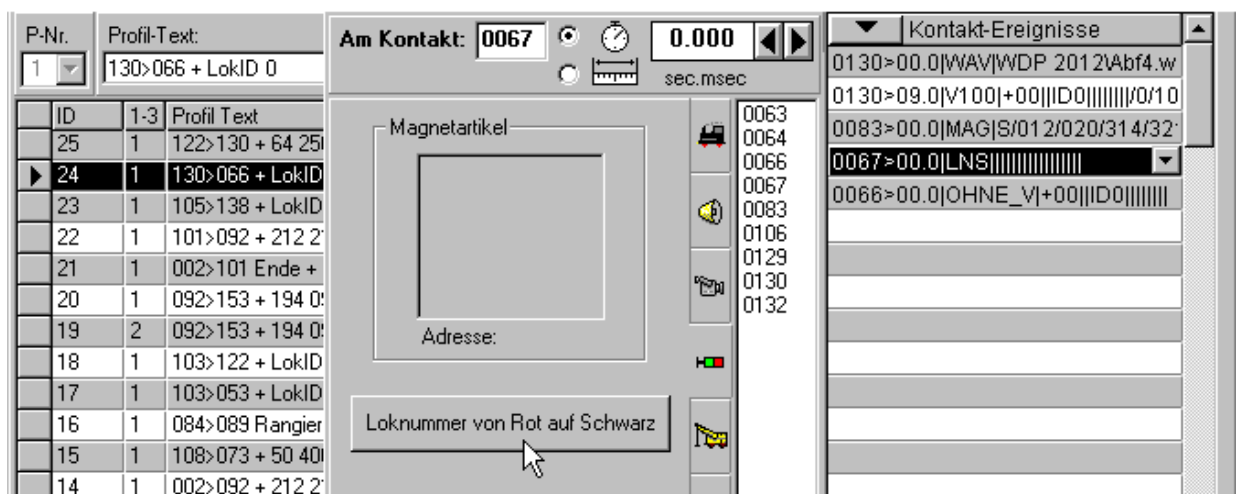 P-Nr.
Profil-Text:
1
130>066 + LokID 0
ID 1-3 Profil Text
25 1 122>130 + 64 25
24 1 130>066 + LokID
23 1 105>138 + LokID
22 1 101>092 + 212 2
21 1 002>101 Ende +
20 1 092>153 + 194 0
19 2 092>153 + 194 0
18 1 103>122 + LokID
17 1 103>053 + LokID
16 1 084>089 Rangier
15 1 108>073 + 50 40
14 1 002>092 + 212 2
Am Kontakt: 0067
0.000
sec.msec
Magnetartikel
Adresse:
Loknummer von Rot auf Schwarz
0063
0064
0066
0067
0083
0106
0129
0130
0132
Kontakt-Ereignisse
0130>00.0|WAV|WDP 2012\Abf4.w
0130>09.0|V100|+00||ID0||||||||/0/10
0083>00.0|MAG|S/012/020/314/32
0067>00.0|LNS||||||||||||||||||
0066>00.0|OHNE_V|+00||ID0||||||||